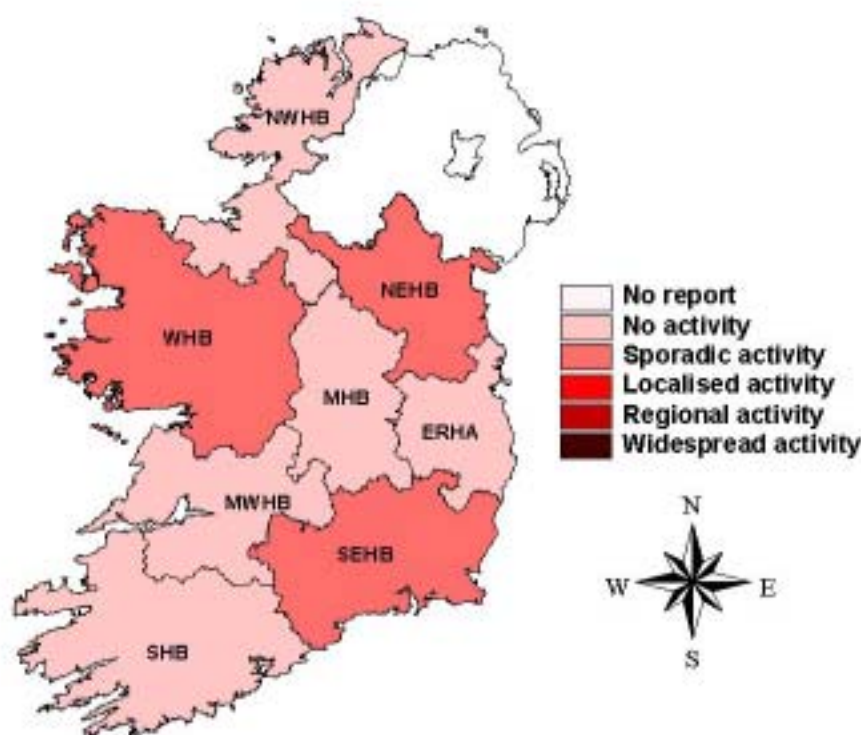 NWHB
NEHB
WHB
MHB
ERHA
MWHB
SEHB
SHB
No report
No activity
Sporadic activity
Localised activity
Regional activity
Widespread activity
N
W E
S